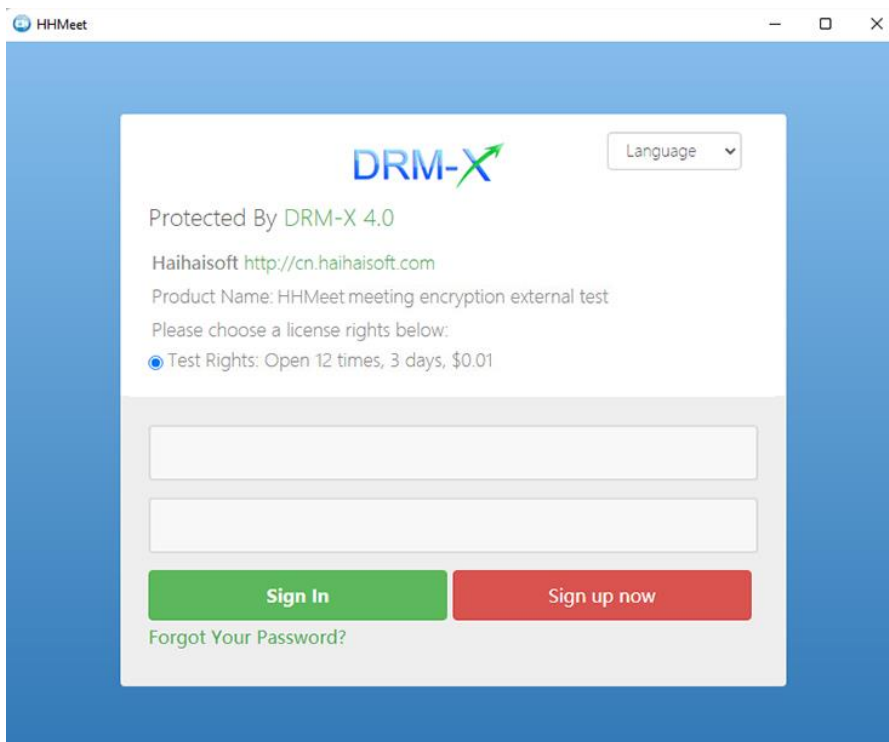 HHMeet
DRM-X
Language
Protected By DRM-X 4.0
Haihaisoft http://cn.haihaisoft.com
Product Name: HHMeet meeting encryption external test
Please choose a license rights below:
Test Rights: Open 12 times, 3 days, $0.01
Sign In
Sign up now
Forgot Your Password?